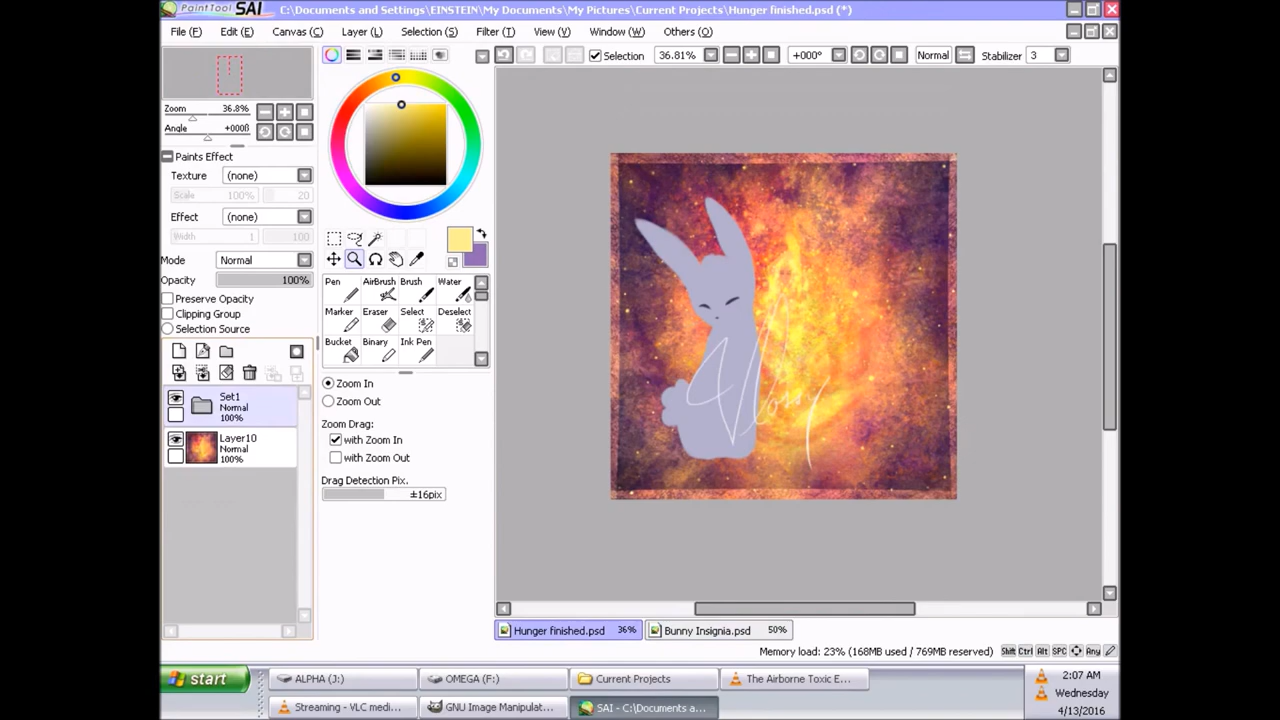 PaintTool SAI C:\Documents and Settings\EINSTEIN\My Documents\My Pictures\Current Projects\Hunger finished.psd (*)
File (F) Edit (E) Canvas (C) Layer (L) Selection (S) Filter (T) View (V) Window (W) Others (O)
Selection 36.81% +000° Normal Stabilizer 3
Zoom 36.8%
Angle +000ß
Paints Effect
Texture (none)
Scale 100% 20
Effect (none)
Width 1 100
Mode Normal
Opacity 100%
Preserve Opacity
Clipping Group
Selection Source
Set1
Normal
100%
Layer10
Normal
100%
Pen AirBrush Brush Water
Marker Eraser Select Deselect
Bucket Binary Ink Pen
Zoom In
Zoom Out
Zoom Drag:
with Zoom In
with Zoom Out
Drag Detection Pix.
±16pix
Hunger finished.psd 36% Bunny Insignia.psd 50%
Memory load: 23% (168MB used / 769MB reserved) Shift Ctrl Alt SPC Any
start ALPHA (J:) OMEGA (F:) Current Projects The Airborne Toxic E...
Streaming - VLC medi... GNU Image Manipulat... SAI - C:\Documents a...
2:07 AM
Wednesday
4/13/2016